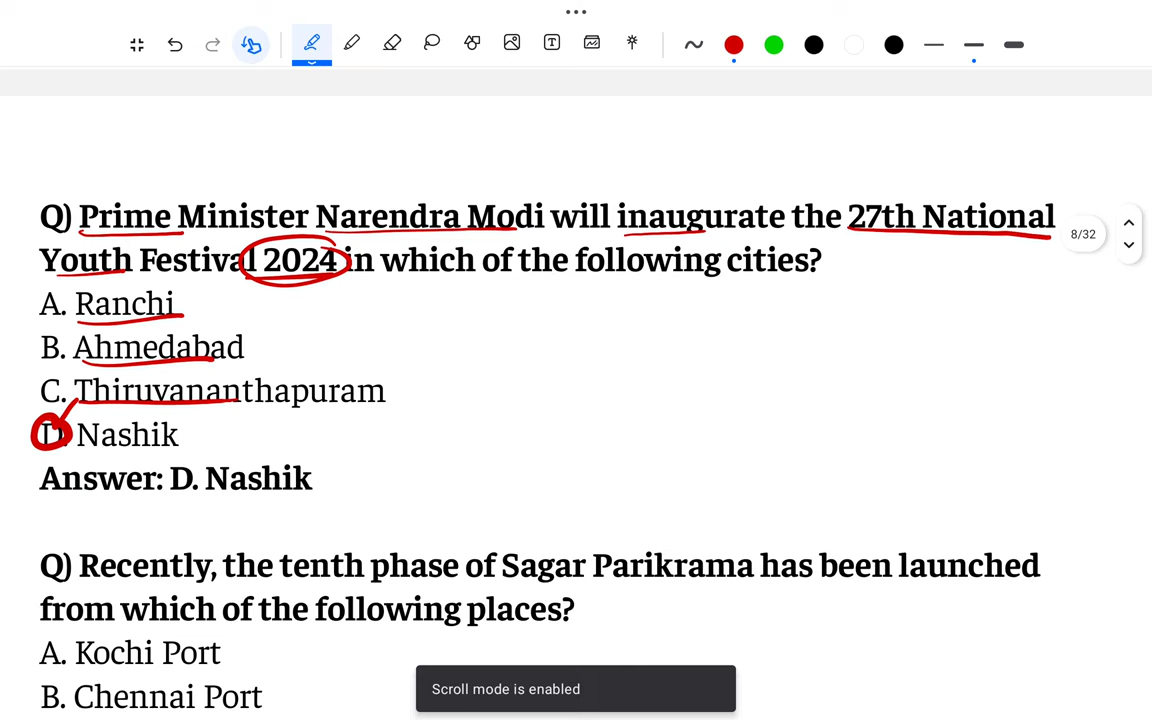 Q) Prime Minister Narendra Modi will inaugurate the 27th National
8/32
Youth Festival 2024 in which of the following cities?
A. Ranchi
B. Ahmedabad
C. Thiruvananthapuram
D. Nashik
Answer: D. Nashik
Q) Recently, the tenth phase of Sagar Parikrama has been launched
from which of the following places?
A. Kochi Port
B. Chennai Port
Scroll mode is enabled